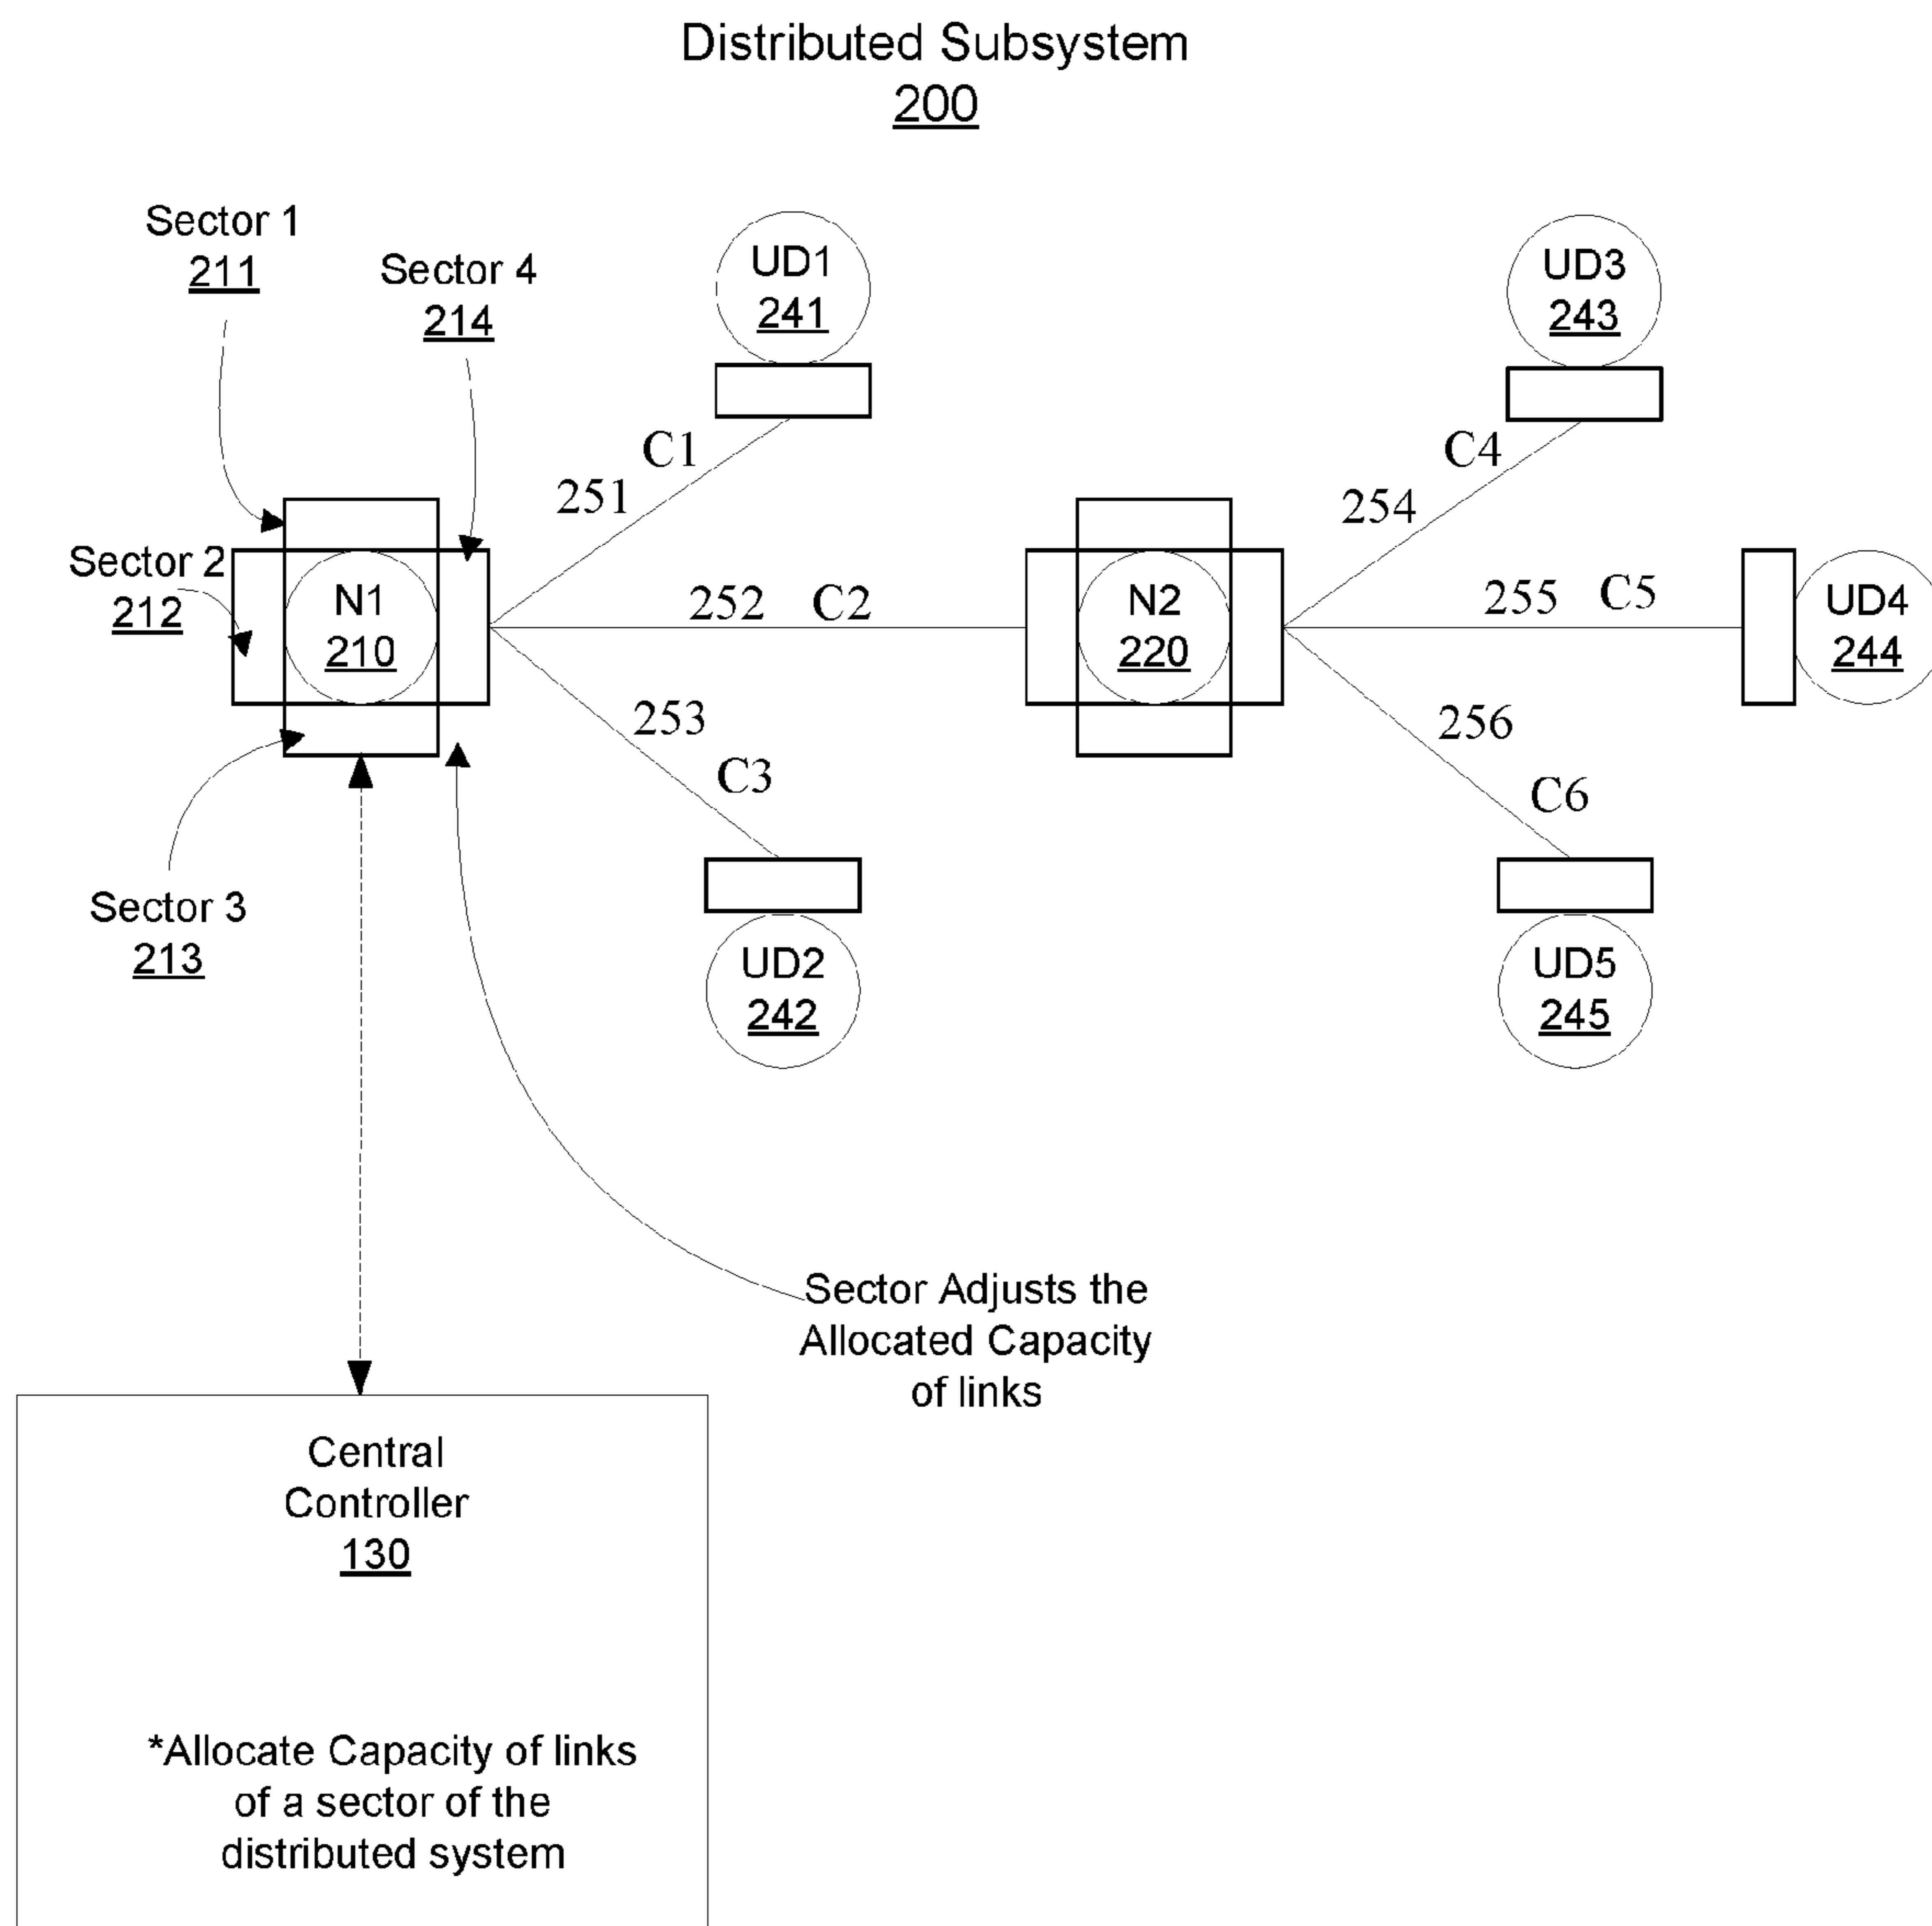 Distributed Subsystem
200
Sector 1
211
Sector 4
214
UD1
241
UD3
243
C1
251
C4
254
Sector 2
212
N1
210
252 C2
N2
220
255 C5
UD4
244
253
C3
256
C6
Sector 3
213
UD2
242
UD5
245
Sector Adjusts the
Allocated Capacity
of links
Central
Controller
130
*Allocate Capacity of links
of a sector of the
distributed system